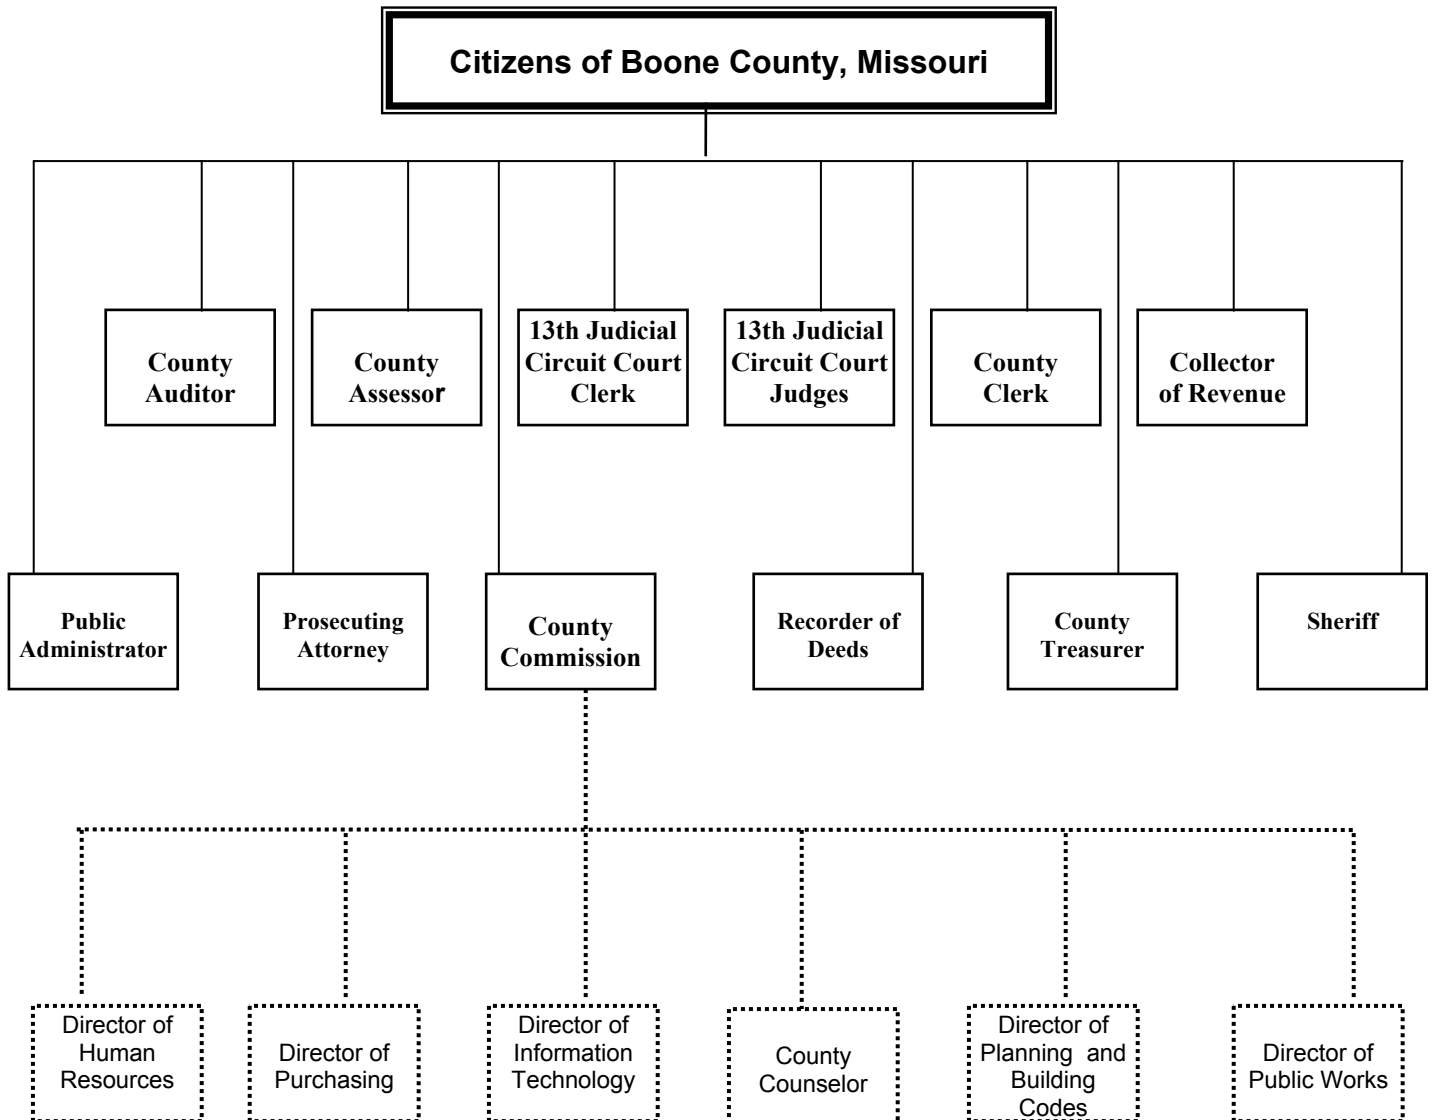 Citizens of Boone County, Missouri
County
Auditor
County
Assessor
13th Judicial
Circuit Court
Clerk
13th Judicial
Circuit Court
Judges
County
Clerk
Collector
of Revenue
Public
Administrator
Prosecuting
Attorney
County
Commission
Recorder of
Deeds
County
Treasurer
Sheriff
Director of
Human
Resources
Director of
Purchasing
Director of
Information
Technology
County
Counselor
Director of
Planning and
Building
Codes
Director of
Public Works